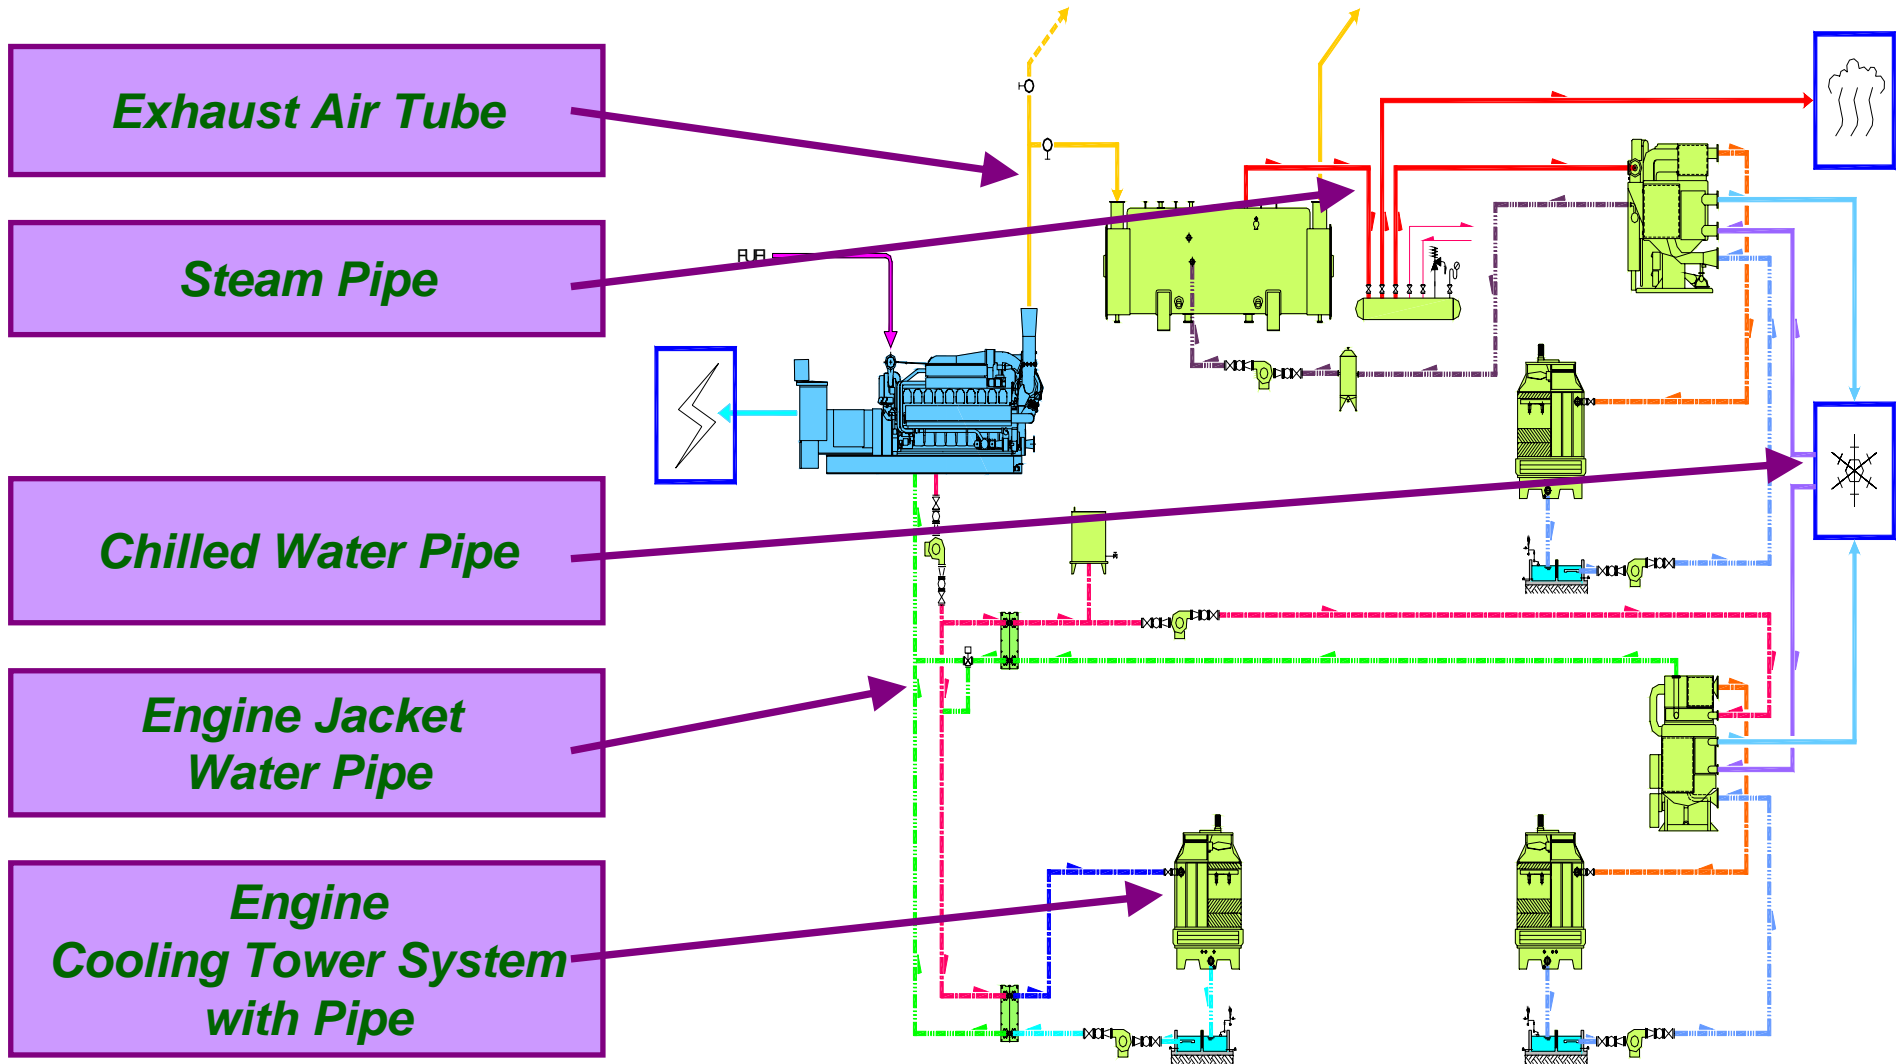 Exhaust Air Tube
Steam Pipe
FUEL
Chilled Water Pipe
Engine Jacket
Water Pipe
Engine
Cooling Tower System
with Pipe